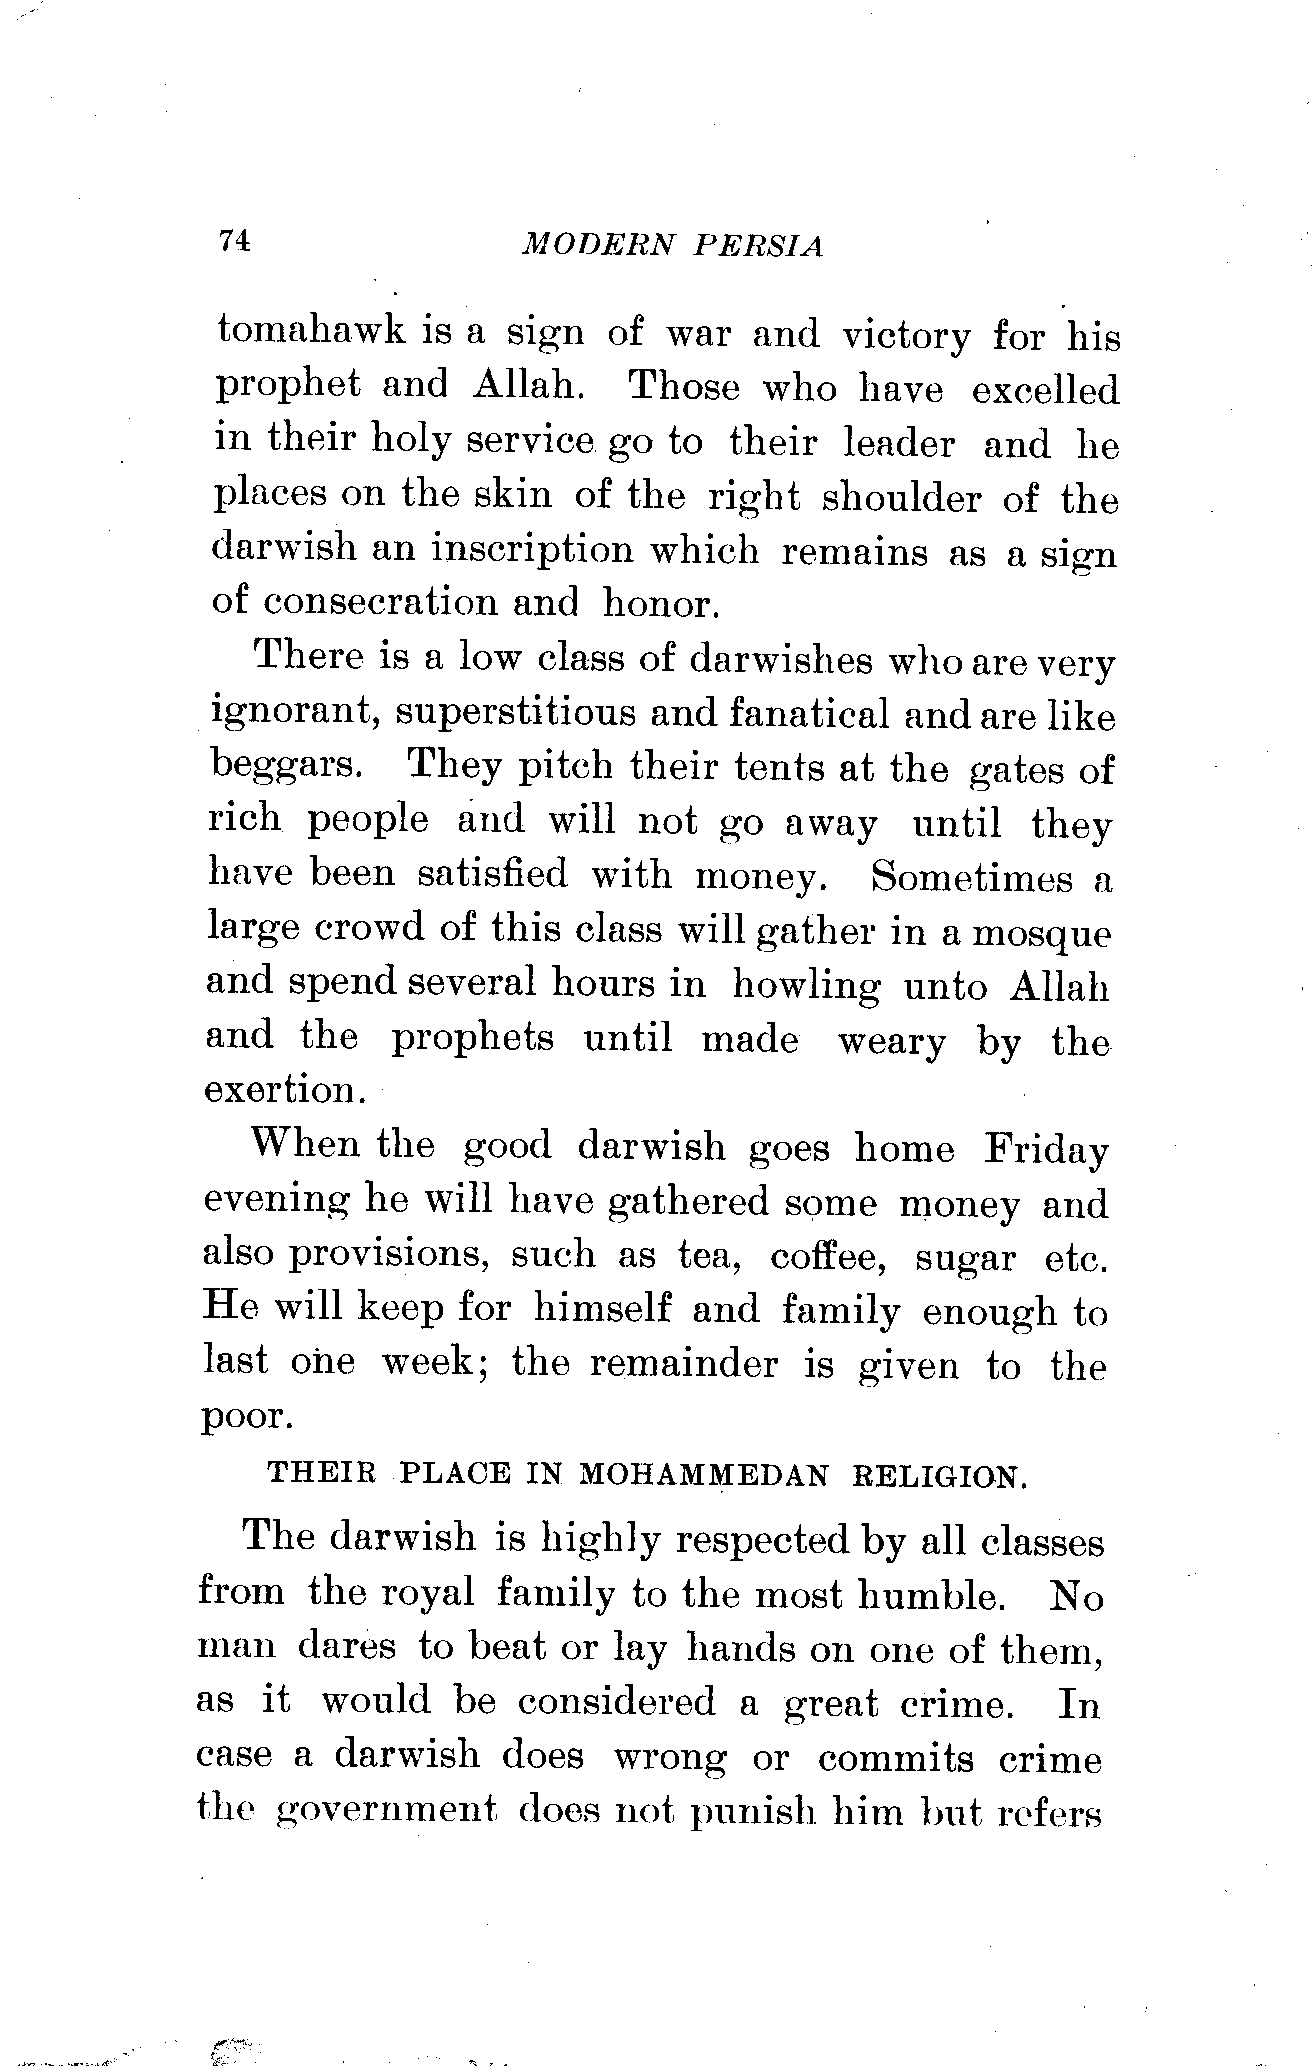 74 MODERN PERSIA
tomahawk is a sign of war and victory for his
prophet and Allah. Those who have excelled
in their holy service go to their leader and he
places on the skin of the right shoulder of the
darwish an inscription which remains as a sign
of consecration and honor.
There is a low class of darwishes who are very
ignorant, superstitious and fanatical and are like
beggars. They pitch their tents at the gates of
rich people and will not go away until they
have been satisfied with money. Sometimes a
large crowd of this class will gather in a mosque
and spend several hours in howling unto Allah
and the prophets until made weary by the
exertion.
When the good darwish goes home Friday
evening he will have gathered some money and
also provisions, such as tea, coffee, sugar etc.
He will keep for himself and family enough to
last one week; the remainder is given to the
poor.
THEIR PLACE IN MOHAMMEDAN RELIGION.
The darwish is highly respected by all classes
from the royal family to the most humble. No
man dares to beat or lay hands on one of them,
as it would be considered a great crime. In
case a darwish does wrong or commits crime
the government does not punish him but refers